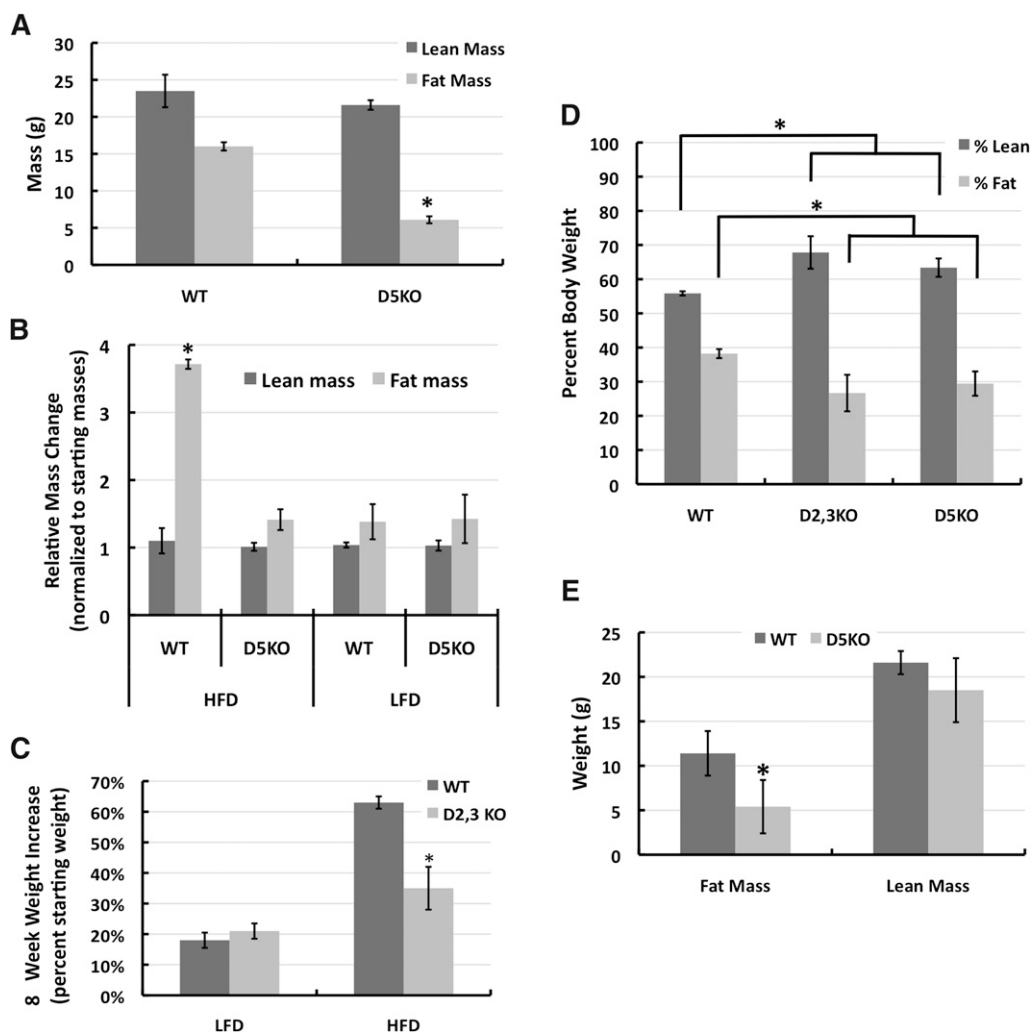 A
Mass (g)
30
25
20
15
10
5
0
Lean Mass
Fat Mass
*
WT
D5KO
B
Relative Mass Change
(normalized to starting masses)
4
3
2
1
0
Lean mass
Fat mass
*
WT
D5KO
WT
D5KO
HFD
LFD
C
8 Week Weight Increase
(percent starting weight)
70%
60%
50%
40%
30%
20%
10%
0%
WT
D2,3 KO
*
LFD
HFD
D
Percent Body Weight
100
90
80
70
60
50
40
30
20
10
0
% Lean
% Fat
*
*
WT
D2,3KO
D5KO
E
Weight (g)
25
20
15
10
5
0
WT
D5KO
*
Fat Mass
Lean Mass